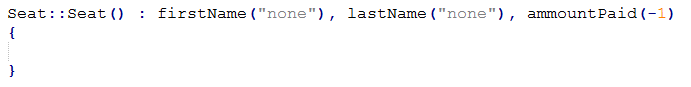 Seat::Seat() : firstName("none"), lastName("none"), ammountPaid(-1)
{
}